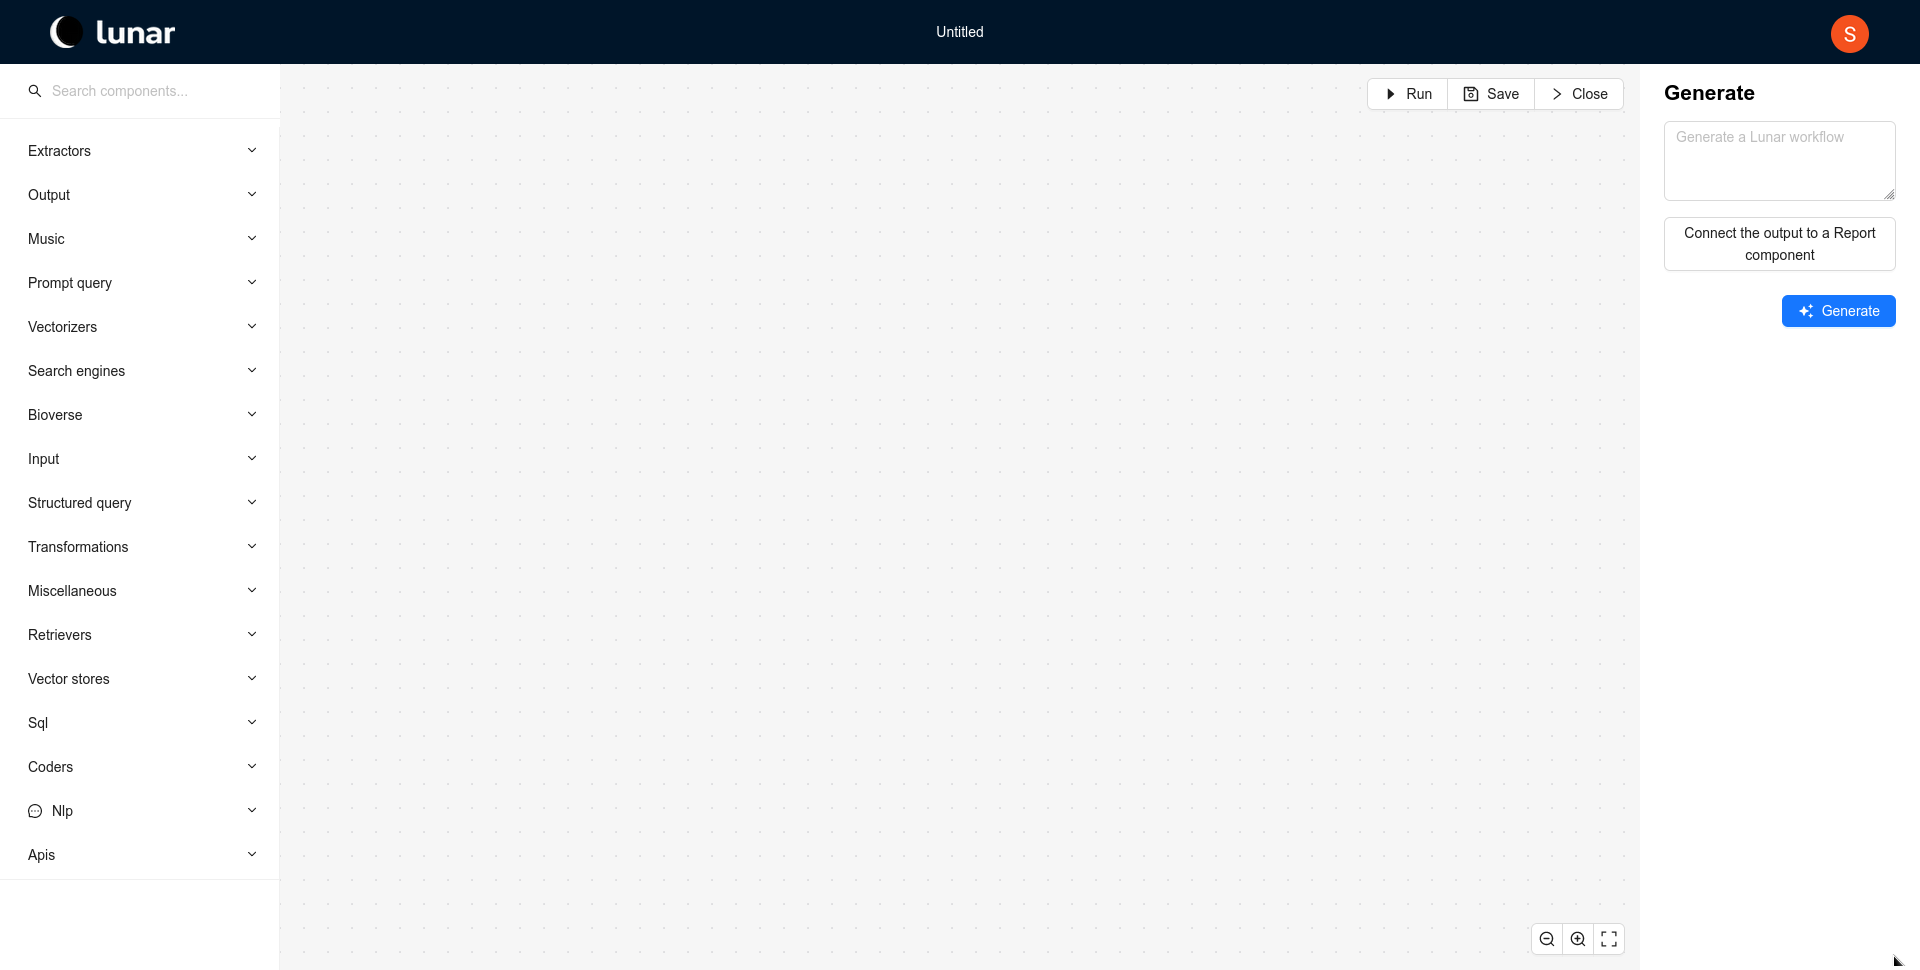 lunar
Untitled
S
Search components...
Extractors
Output
Music
Prompt query
Vectorizers
Search engines
Bioverse
Input
Structured query
Transformations
Miscellaneous
Retrievers
Vector stores
Sql
Coders
Nlp
Apis
Run
Save
Close
Generate
Generate a Lunar workflow
Connect the output to a Report
component
Generate